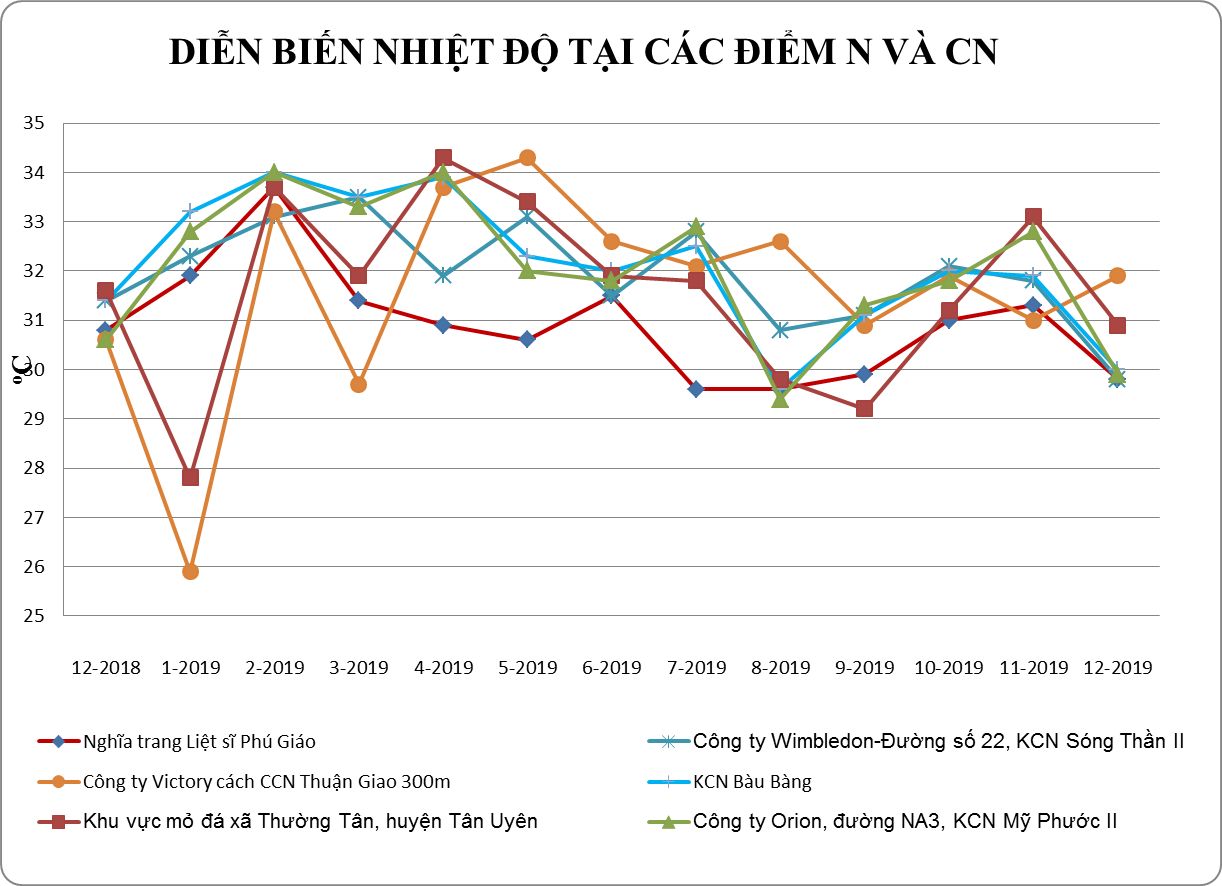 DIỄN BIẾN NHIỆT ĐỘ TẠI CÁC ĐIỂM N VÀ CN
35
34
33
32
31
30
29
28
27
26
25
ºC
12-2018 1-2019 2-2019 3-2019 4-2019 5-2019 6-2019 7-2019 8-2019 9-2019 10-2019 11-2019 12-2019
Nghĩa trang Liệt sĩ Phú Giáo
Công ty Wimbledon-Đường số 22, KCN Sóng Thần II
Công ty Victory cách CCN Thuận Giao 300m
KCN Bàu Bàng
Khu vực mỏ đá xã Thường Tân, huyện Tân Uyên
Công ty Orion, đường NA3, KCN Mỹ Phước II